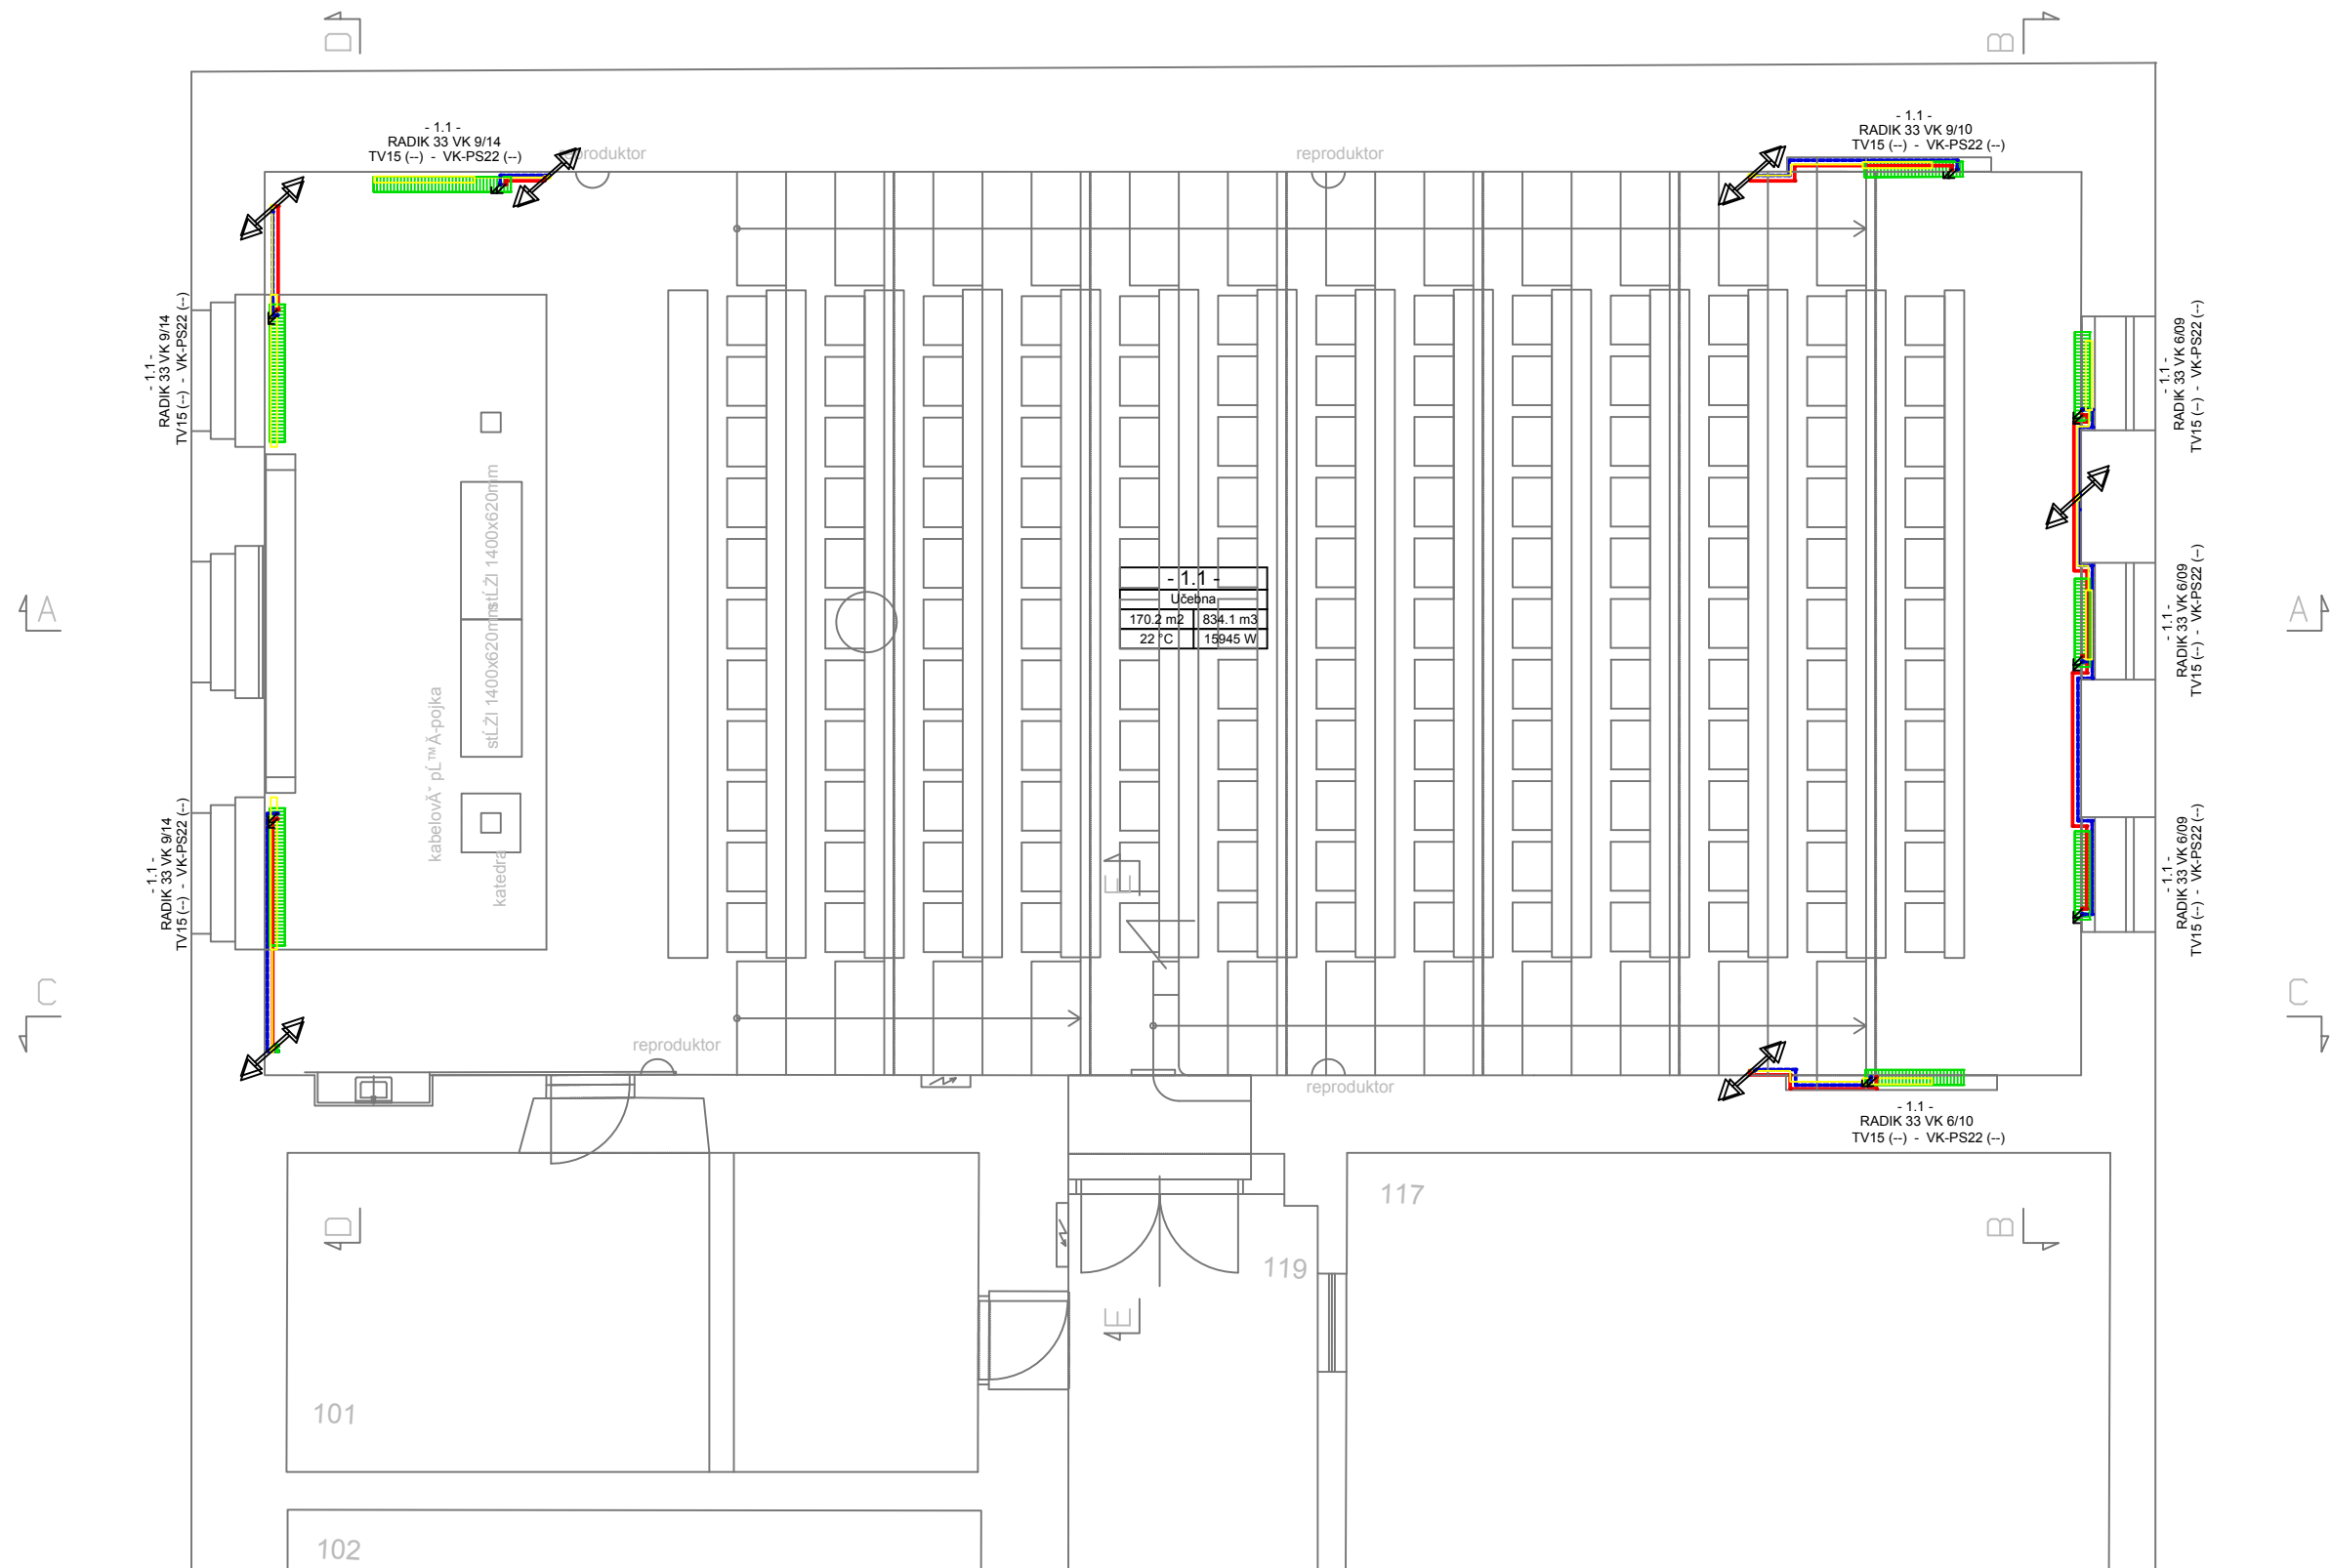 D
B
- 1.1 -
RADIK 33 VK 9/14
TV15 (--) - VK-PS22 (--)
reproduktor
reproduktor
- 1.1 -
RADIK 33 VK 9/10
TV15 (--) - VK-PS22 (--)
- 1.1 -
RADIK 33 VK 9/14
TV15 (--) - VK-PS22 (--)
- 1.1 -
RADIK 33 VK 6/09
TV15 (--) - VK-PS22 (--)
stĹŻl 1400x620mm
stĹŻl 1400x620mm
- 1.1 -
Učebna
170.2 m2 834.1 m3
22 °C 15945 W
- 1.1 -
RADIK 33 VK 6/09
TV15 (--) - VK-PS22 (--)
A
A
katedra
- 1.1 -
RADIK 33 VK 9/14
TV15 (--) - VK-PS22 (--)
- 1.1 -
RADIK 33 VK 6/09
TV15 (--) - VK-PS22 (--)
E
C
C
reproduktor
reproduktor
- 1.1 -
RADIK 33 VK 6/10
TV15 (--) - VK-PS22 (--)
117
D
B
119
E
101
102